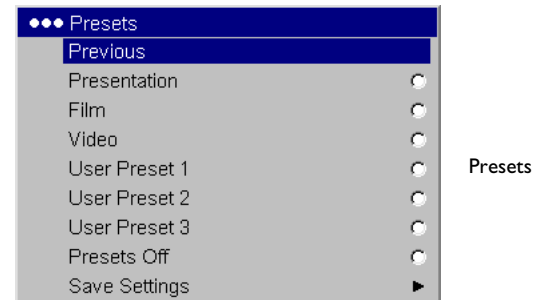 Presets
Previous
Presentation
Film
Video
User Preset 1
Presets
User Preset 2
User Preset 3
Presets Off
Save Settings